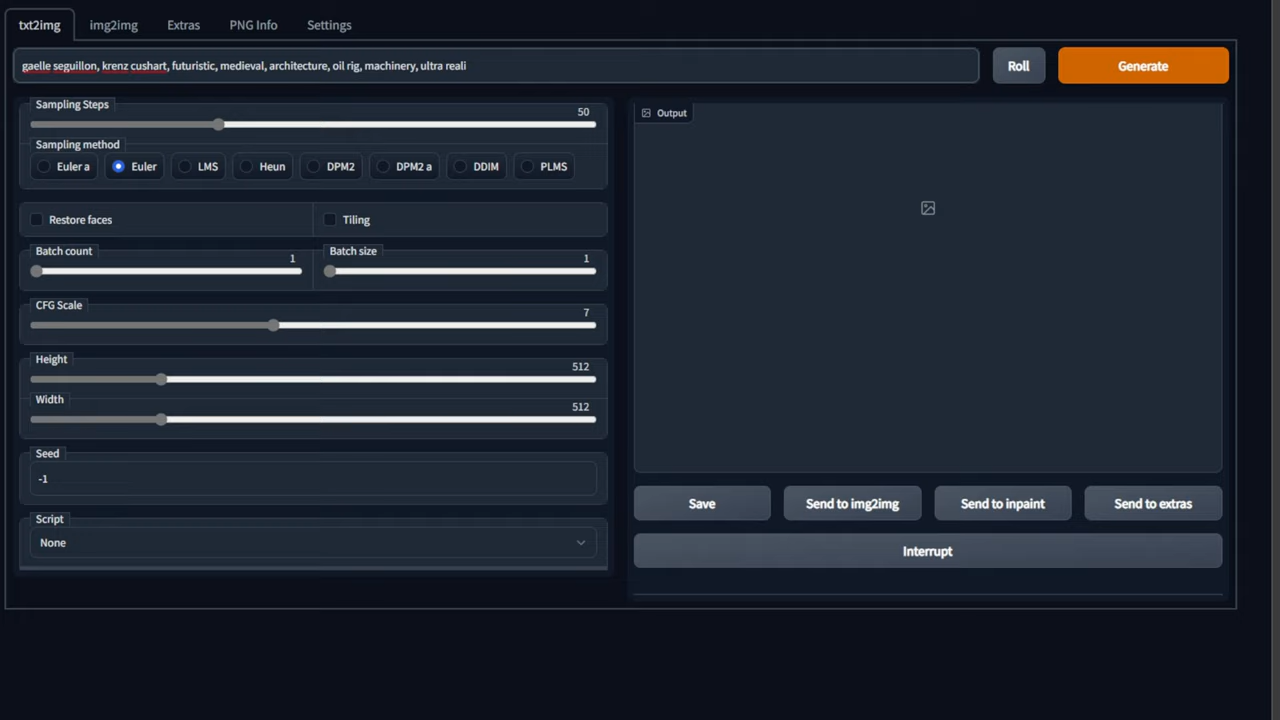 txt2img img2img Extras PNG Info Settings
gaelle seguillon, krenz cushart, futuristic, medieval, architecture, oil rig, machinery, ultra reali
Roll Generate
Sampling Steps 50
Sampling method
Euler a Euler LMS Heun DPM2 DPM2 a DDIM PLMS
Restore faces Tiling
Batch count 1 Batch size 1
CFG Scale 7
Height 512
Width 512
Seed
-1
Script
None
Output
Save Send to img2img Send to inpaint Send to extras
Interrupt